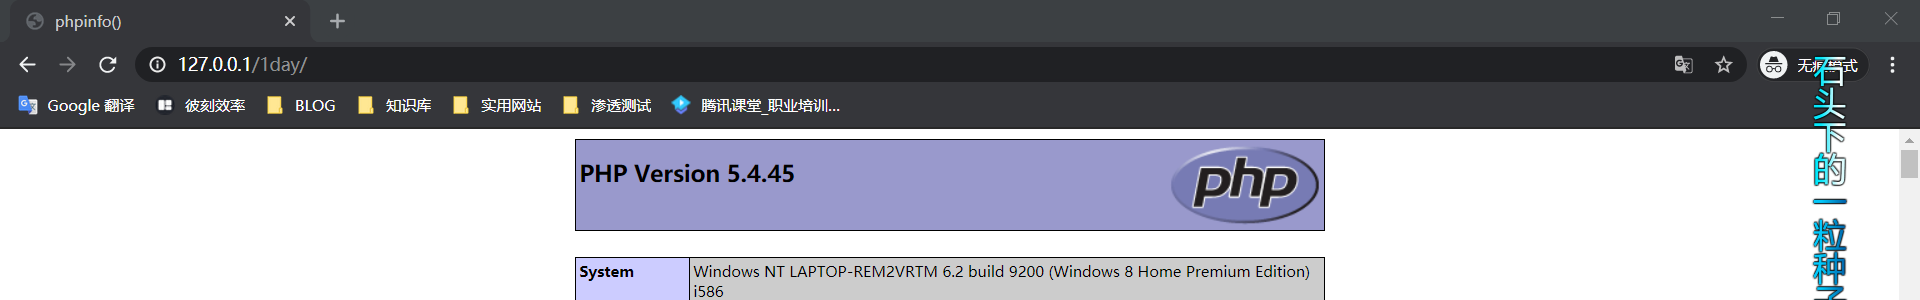 phpinfo()
127.0.0.1/1day/
无痕模式
Google 翻译
彼刻效率
BLOG
知识库
实用网站
渗透测试
腾讯课堂_职业培训...
PHP Version 5.4.45
php
System
Windows NT LAPTOP-REM2VRTM 6.2 build 9200 (Windows 8 Home Premium Edition)
i586
石头下的一粒种子